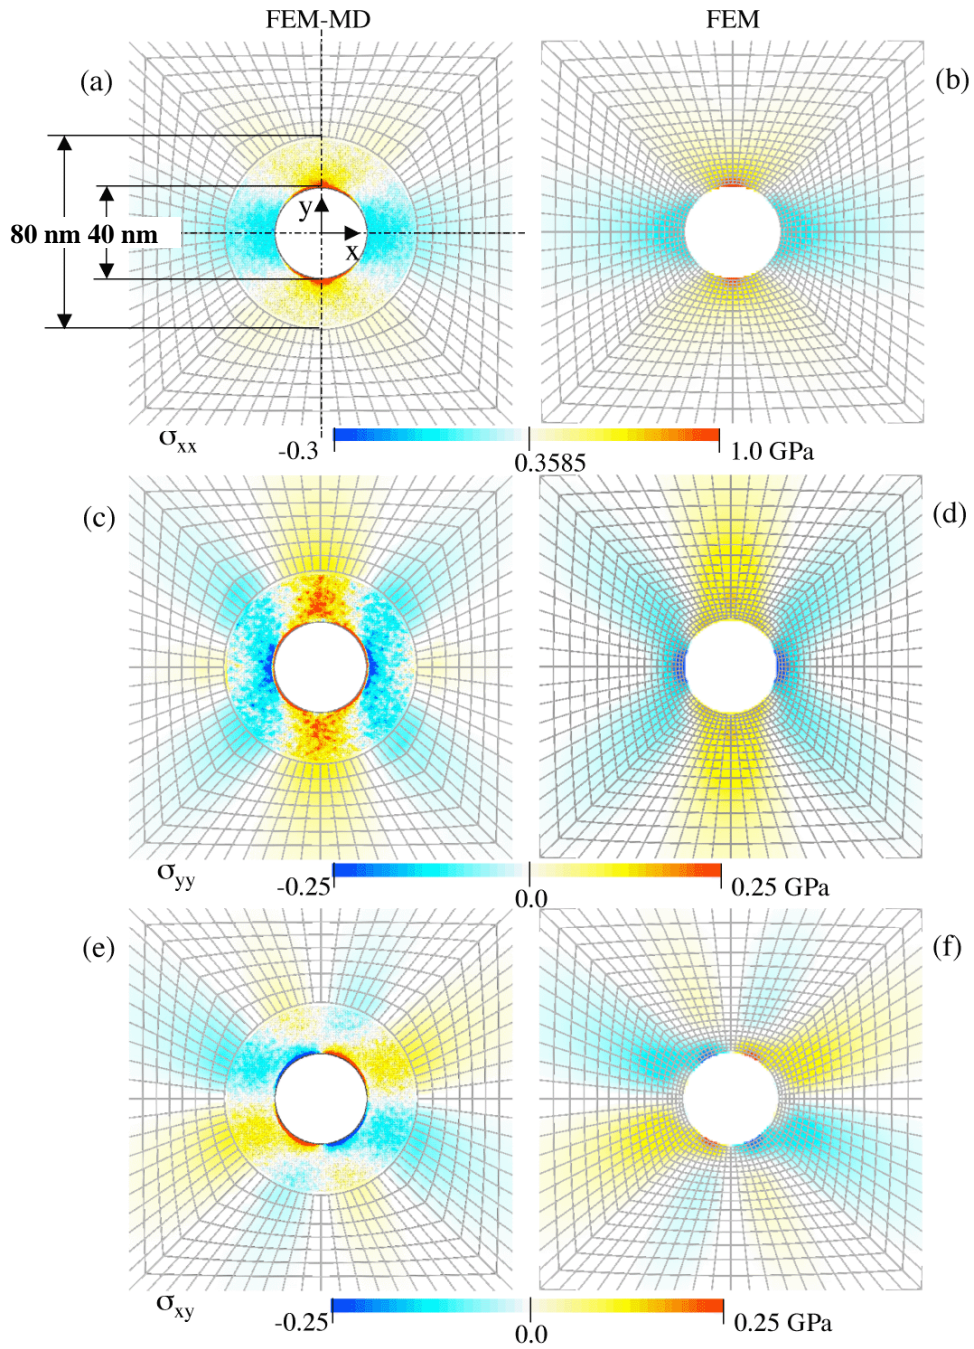 FEM-MD FEM
(a) (b)
y
80 nm 40 nm
x
σxx -0.3 0.3585 1.0 GPa
(c) (d)
σyy -0.25 0.0 0.25 GPa
(e) (f)
σxy -0.25 0.0 0.25 GPa